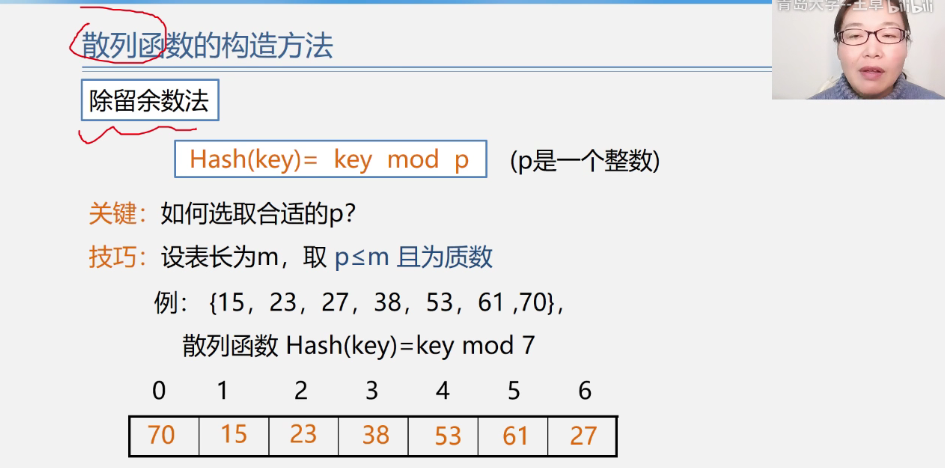 青岛大学-王卓 bilibili
散列函数的构造方法
除留余数法
Hash(key)= key mod p (p是一个整数)
关键：如何选取合适的p？
技巧：设表长为m，取 p≤m 且为质数
例： {15，23，27，38，53，61 ,70}，
散列函数 Hash(key)=key mod 7
0 1 2 3 4 5 6
70 15 23 38 53 61 27